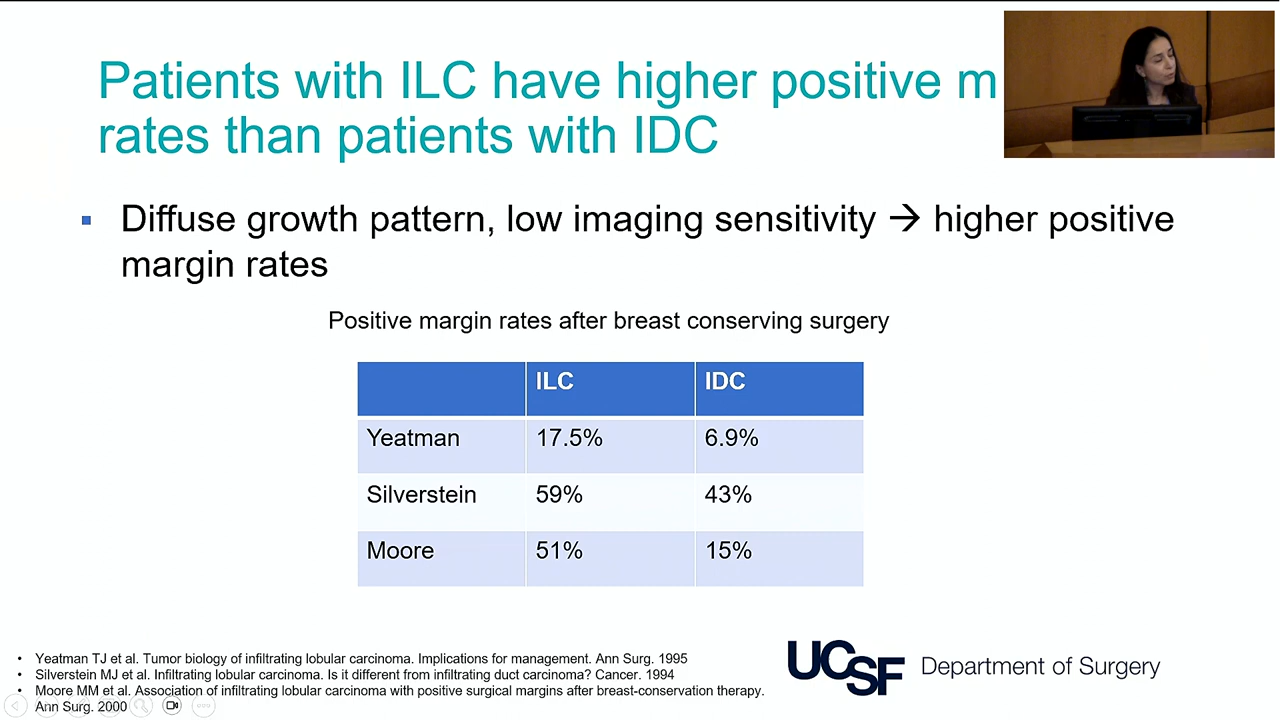 Patients with ILC have higher positive m
rates than patients with IDC
▪ Diffuse growth pattern, low imaging sensitivity → higher positive
margin rates
Positive margin rates after breast conserving surgery
ILC IDC
Yeatman 17.5% 6.9%
Silverstein 59% 43%
Moore 51% 15%
• Yeatman TJ et al. Tumor biology of infiltrating lobular carcinoma. Implications for management. Ann Surg. 1995
• Silverstein MJ et al. Infiltrating lobular carcinoma. Is it different from infiltrating duct carcinoma? Cancer. 1994
• Moore MM et al. Association of infiltrating lobular carcinoma with positive surgical margins after breast-conservation therapy.
Ann Surg. 2000
UCSF Department of Surgery